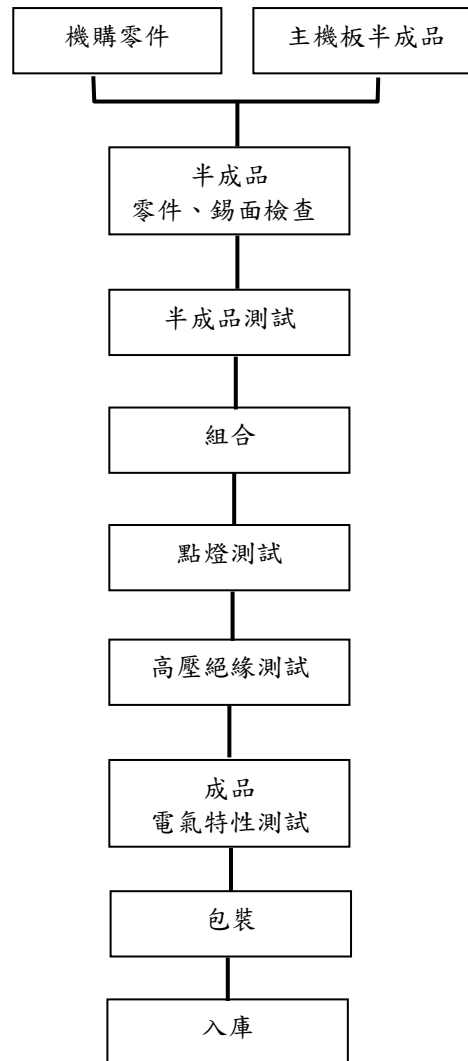 機購零件
主機板半成品
半成品
零件、錫面檢查
半成品測試
組合
點燈測試
高壓絕緣測試
成品
電氣特性測試
包裝
入庫